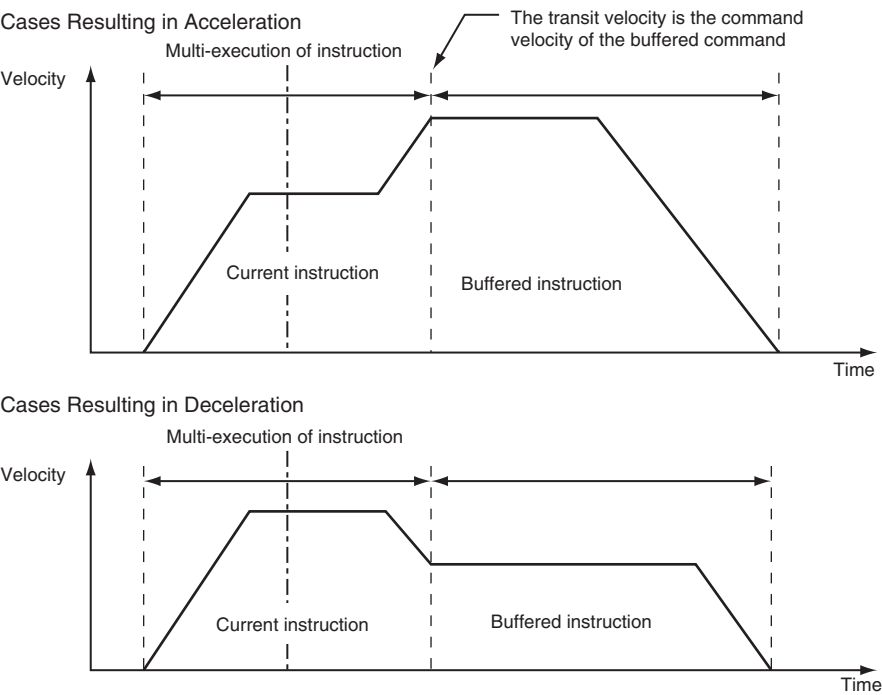 Cases Resulting in Acceleration
The transit velocity is the command
velocity of the buffered command
Multi-execution of instruction
Velocity
Current instruction
Buffered instruction
Time
Cases Resulting in Deceleration
Multi-execution of instruction
Velocity
Current instruction
Buffered instruction
Time